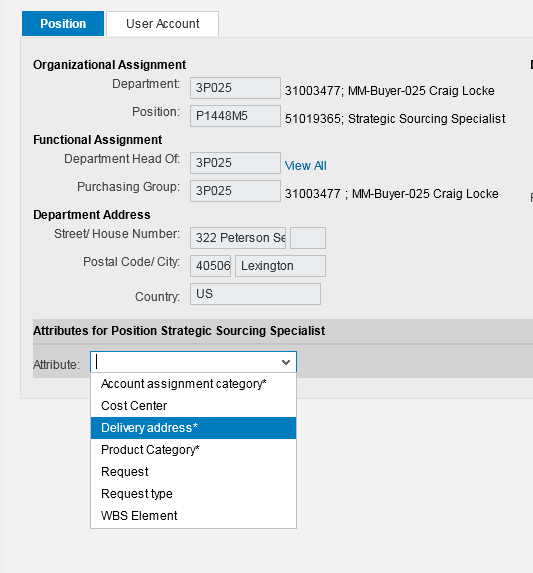 Position User Account
Organizational Assignment
Department: 3P025 31003477; MM-Buyer-025 Craig Locke
Position: P1448M5 51019365; Strategic Sourcing Specialist
Functional Assignment
Department Head Of: 3P025 View All
Purchasing Group: 3P025 31003477 ; MM-Buyer-025 Craig Locke
Department Address
Street/ House Number: 322 Peterson Se
Postal Code/ City: 40506 Lexington
Country: US
Attributes for Position Strategic Sourcing Specialist
Attribute:
Account assignment category*
Cost Center
Delivery address*
Product Category*
Request
Request type
WBS Element